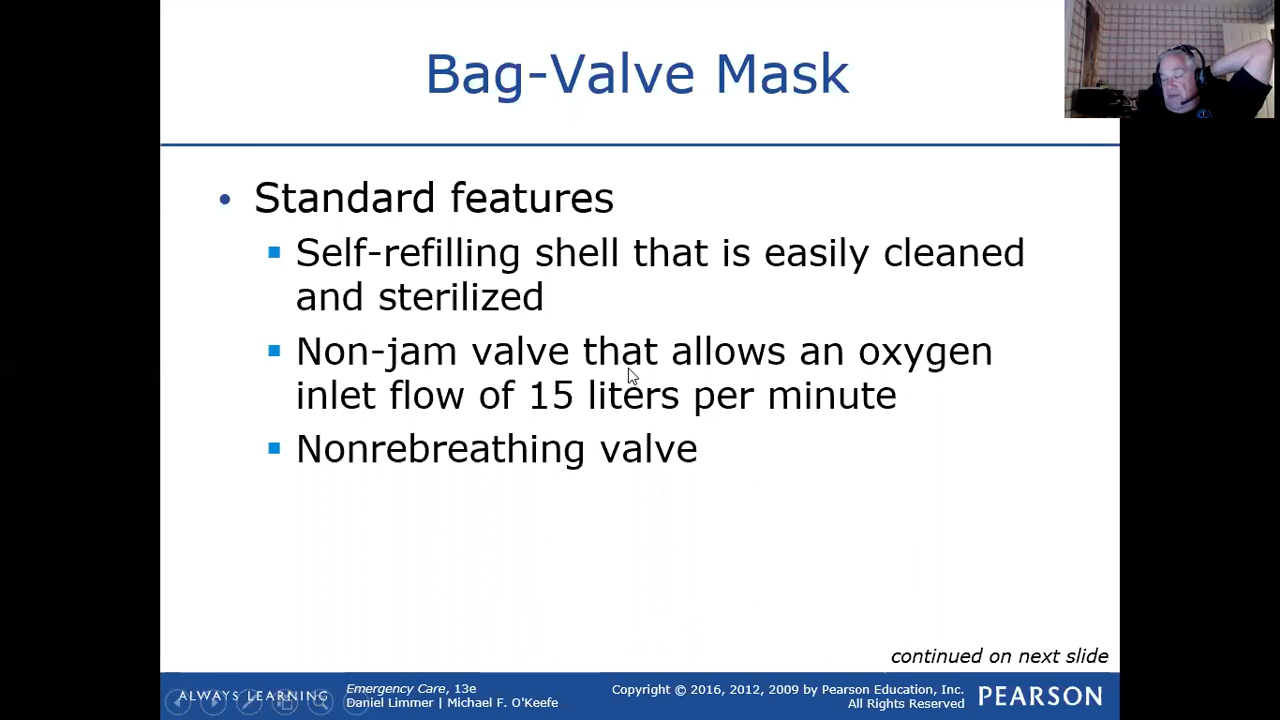 Bag-Valve Mask
• Standard features
▪ Self-refilling shell that is easily cleaned
and sterilized
▪ Non-jam valve that allows an oxygen
inlet flow of 15 liters per minute
▪ Nonrebreathing valve
continued on next slide
ALWAYS LEARNING
Emergency Care, 13e
Daniel Limmer | Michael F. O'Keefe
Copyright © 2016, 2012, 2009 by Pearson Education, Inc.
All Rights Reserved
PEARSON